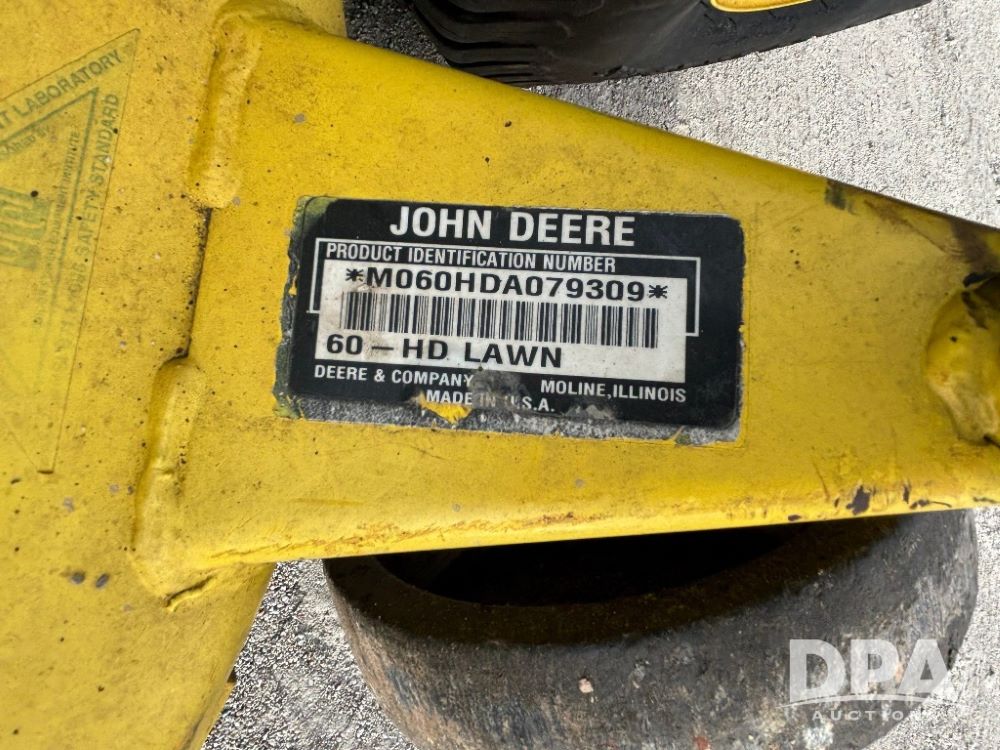 JOHN DEERE
PRODUCT IDENTIFICATION NUMBER
*M060HDA079309*
60 - HD LAWN
DEERE & COMPANY MOLINE, ILLINOIS
MADE IN U.S.A.
LABORATORY
SAFETY STANDARD
DPA
AUCTIONS